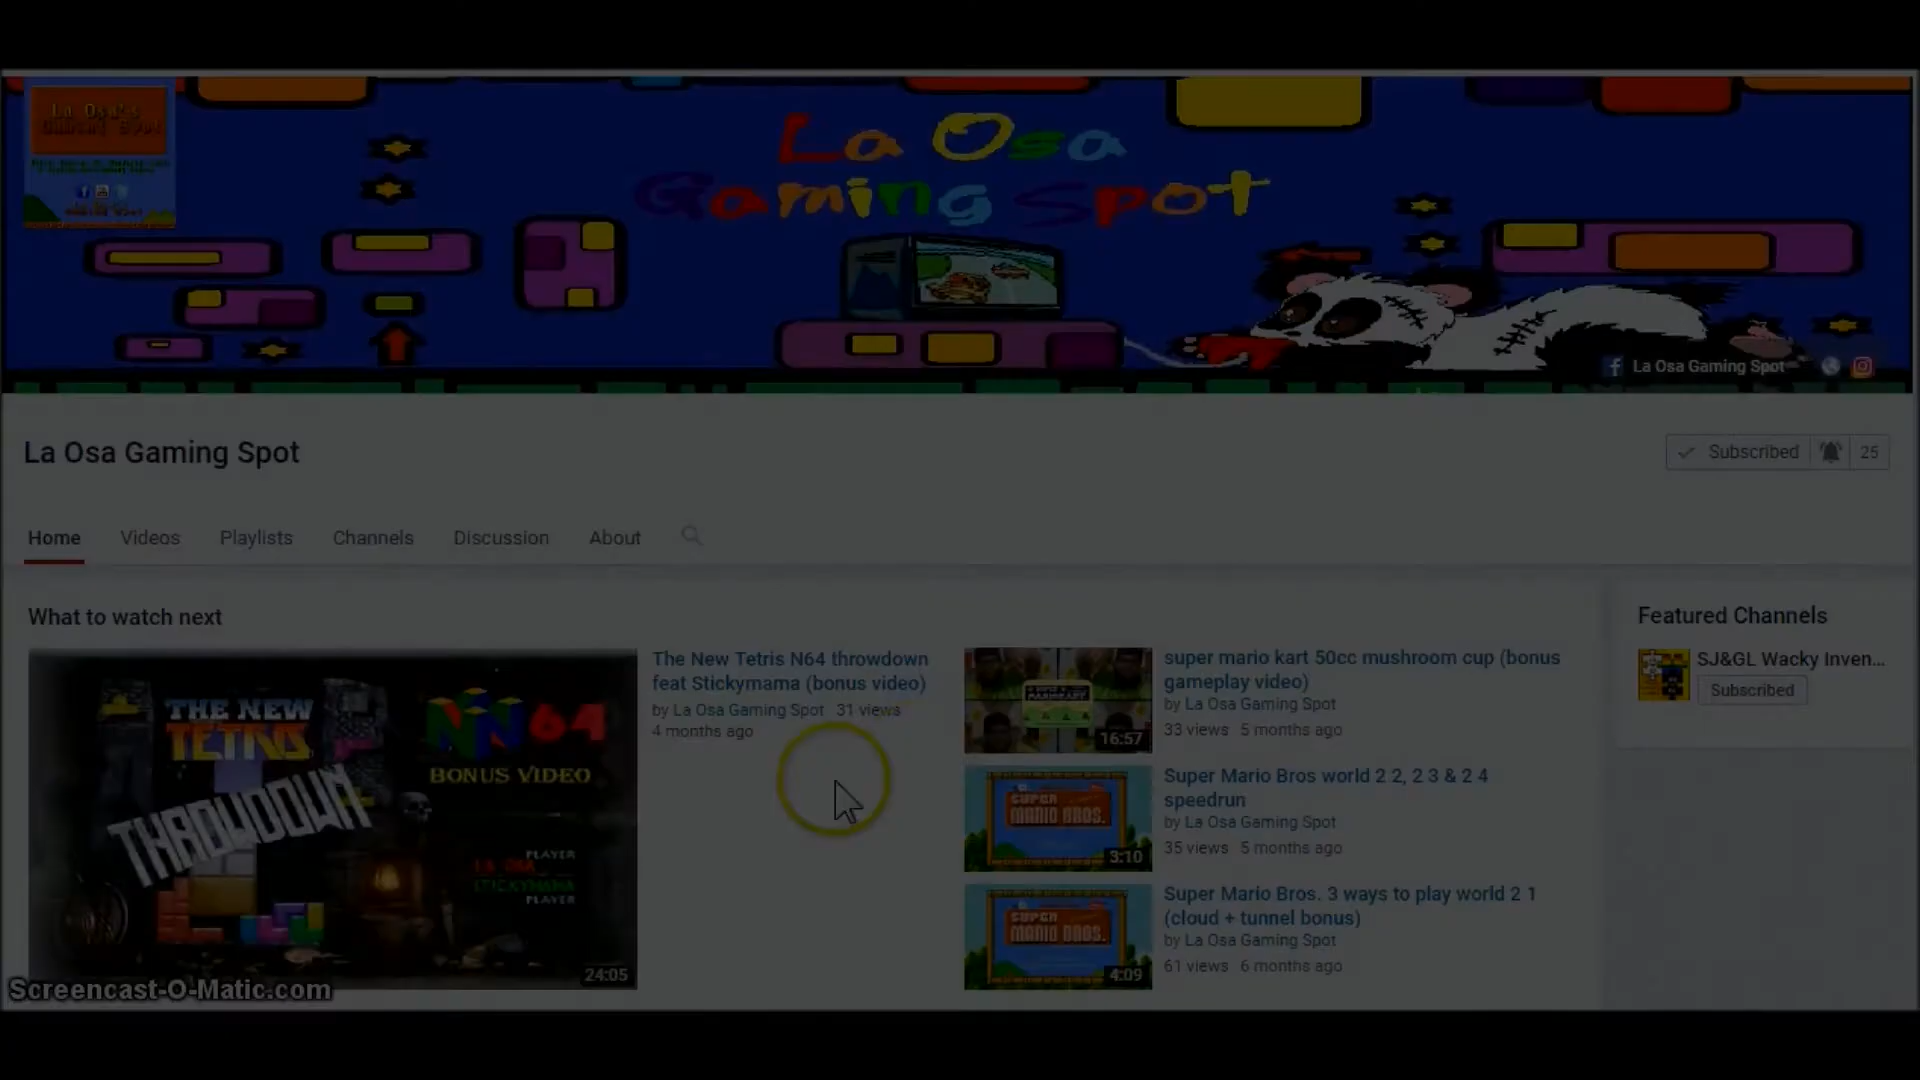 La Osa's
Gaming Spot
La Osa
Gaming Spot
La Osa Gaming Spot
La Osa Gaming Spot
Subscribed 25
Home Videos Playlists Channels Discussion About
What to watch next
THE NEW
TETRIS
THROWDOWN
N64
BONUS VIDEO
PLAYER
LA OSA
STICKYMAMA
PLAYER
24:05
The New Tetris N64 throwdown
feat Stickymama (bonus video)
by La Osa Gaming Spot 31 views
4 months ago
16:57
super mario kart 50cc mushroom cup (bonus
gameplay video)
by La Osa Gaming Spot
33 views 5 months ago
SUPER
MARIO BROS.
3:10
Super Mario Bros world 2 2, 2 3 & 2 4
speedrun
by La Osa Gaming Spot
35 views 5 months ago
SUPER
MARIO BROS.
4:09
Super Mario Bros. 3 ways to play world 2 1
(cloud + tunnel bonus)
by La Osa Gaming Spot
61 views 6 months ago
Featured Channels
SJ&GL Wacky Inven...
Subscribed
Screencast-O-Matic.com